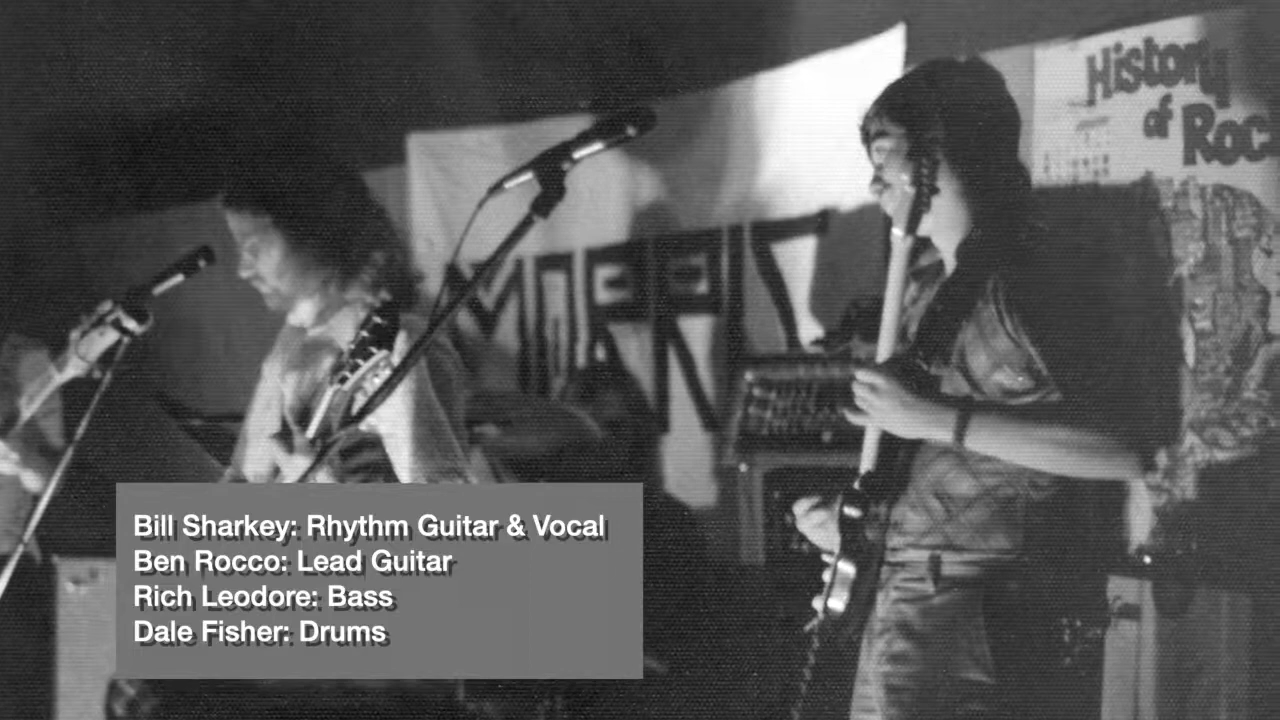 History
of Roc
Bill Sharkey: Rhythm Guitar & Vocal
Ben Rocco: Lead Guitar
Rich Leodore: Bass
Dale Fisher: Drums